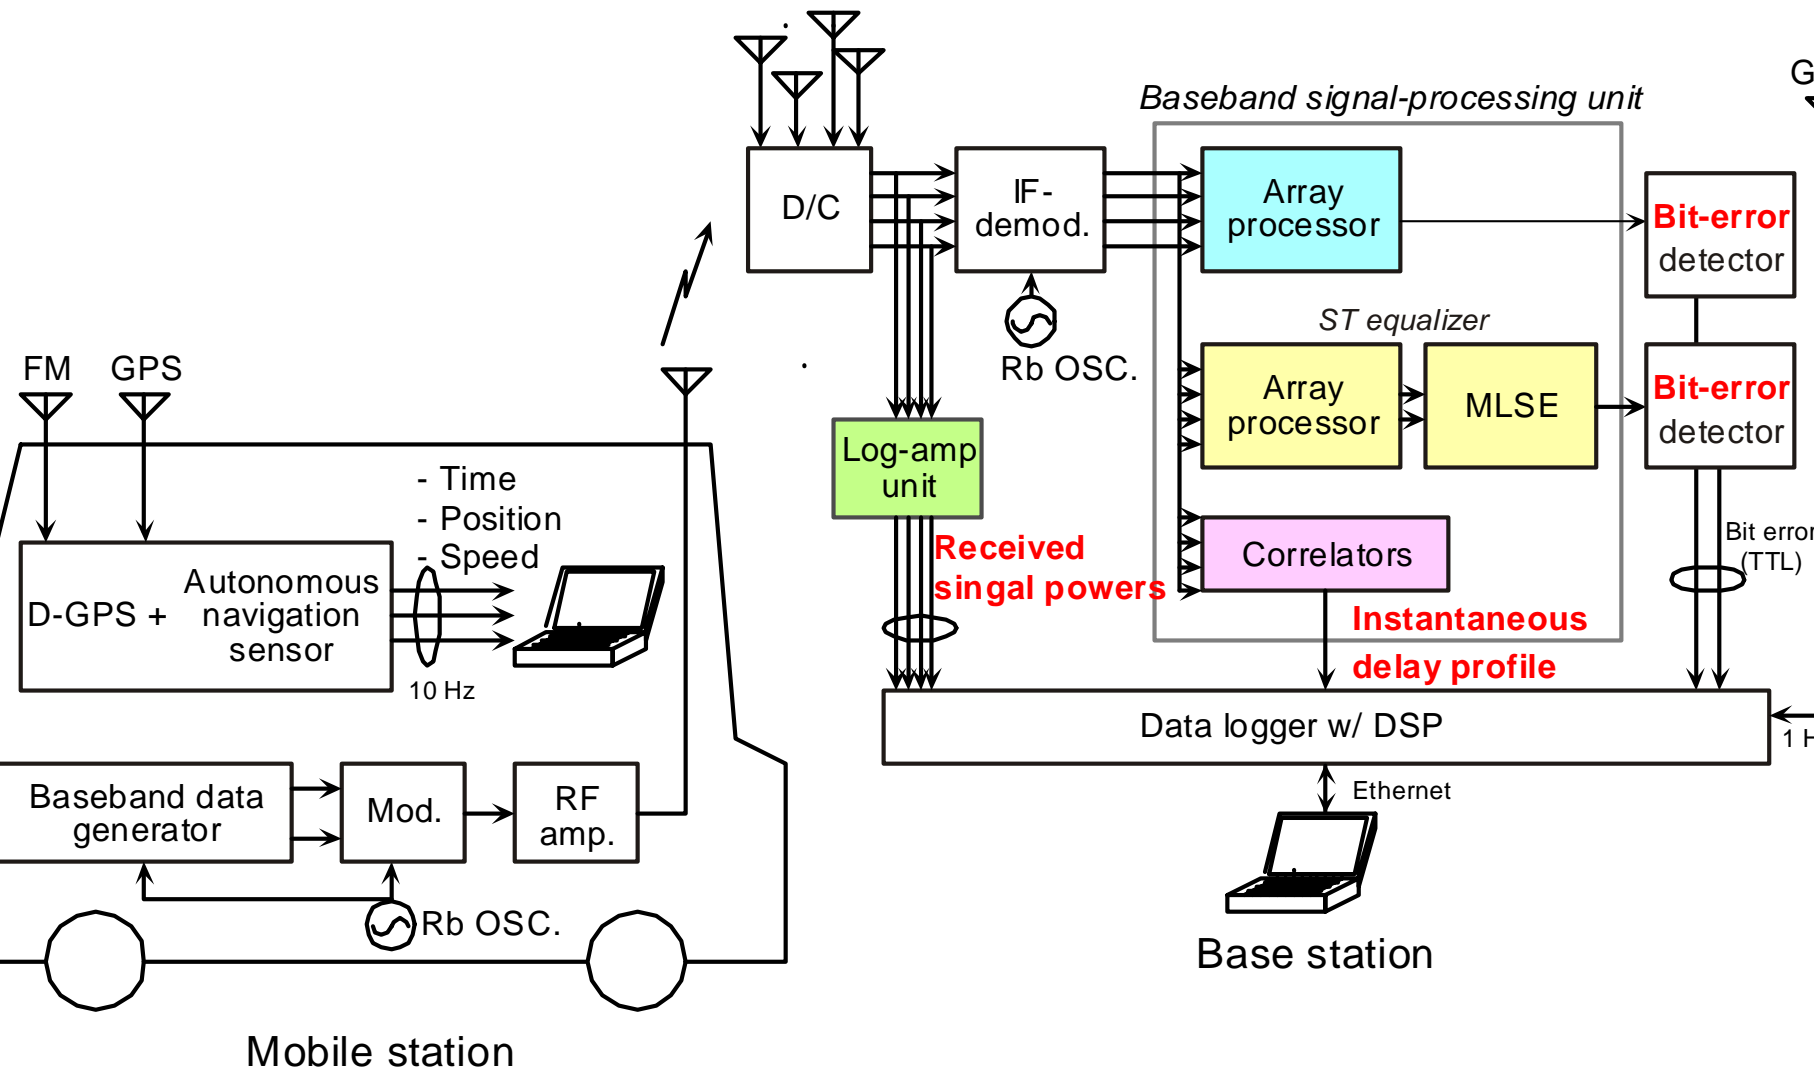 Baseband signal-processing unit
G
D/C
IF-
demod.
Array
processor
Bit-error
detector
Rb OSC.
ST equalizer
Array
processor
MLSE
Bit-error
detector
Log-amp
unit
Received
singal powers
Correlators
Instantaneous
delay profile
Bit error
(TTL)
Data logger w/ DSP
1 H
Ethernet
Base station
FM
GPS
- Time
- Position
- Speed
D-GPS +
Autonomous
navigation
sensor
10 Hz
Baseband data
generator
Mod.
RF
amp.
Rb OSC.
Mobile station